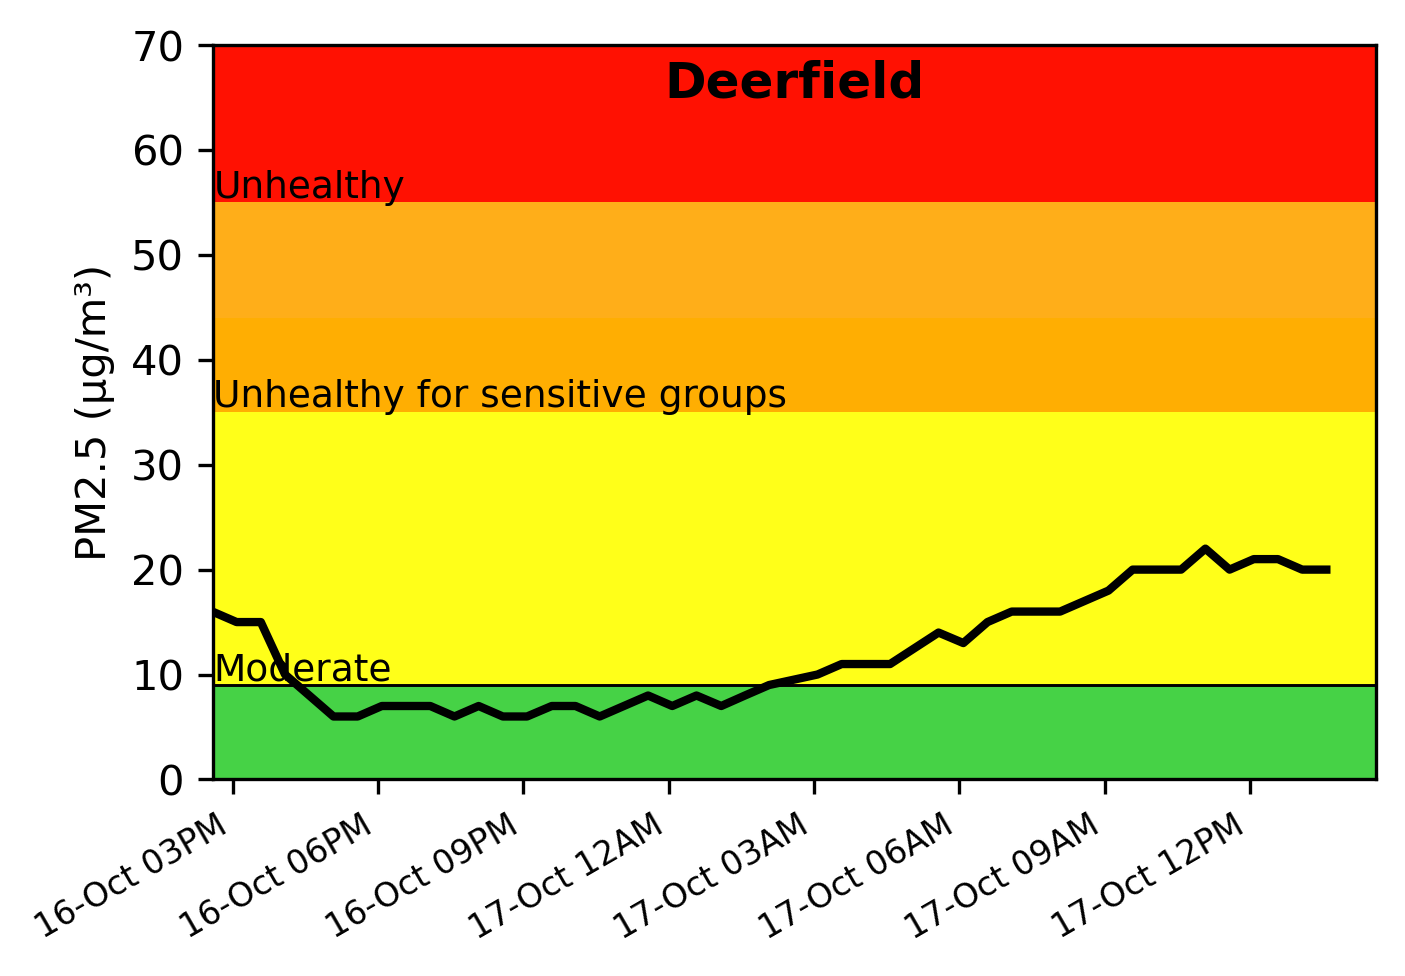 Deerfield
70
60
50
40
30
20
10
0
PM2.5 (µg/m³)
Unhealthy
Unhealthy for sensitive groups
Moderate
16-Oct 03PM
16-Oct 06PM
16-Oct 09PM
17-Oct 12AM
17-Oct 03AM
17-Oct 06AM
17-Oct 09AM
17-Oct 12PM